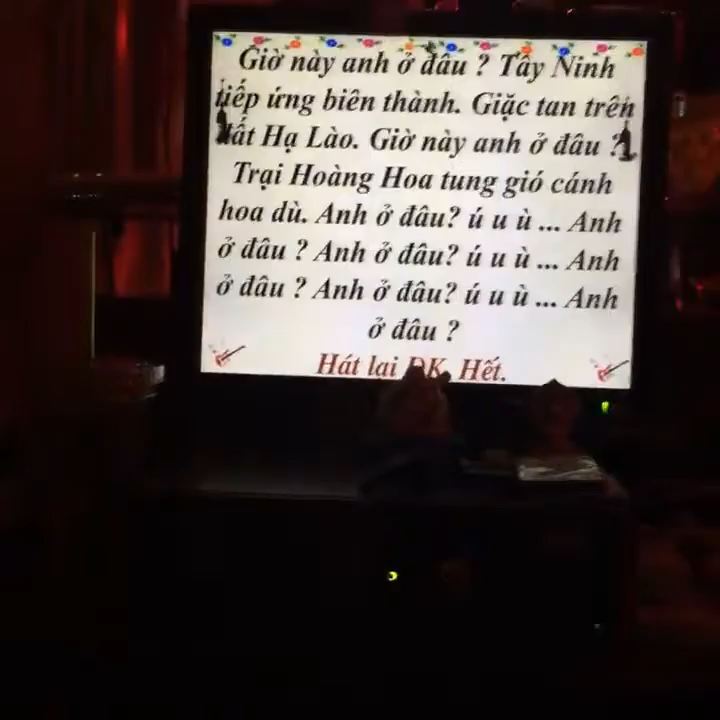 Giờ này anh ở đâu ? Tây Ninh
tiếp ứng biên thành. Giặc tan trên
đất Hạ Lào. Giờ này anh ở đâu ?
Trại Hoàng Hoa tung gió cánh
hoa dù. Anh ở đâu? ú u ù ... Anh
ở đâu ? Anh ở đâu? ú u ù ... Anh
ở đâu ? Anh ở đâu? ú u ù ... Anh
ở đâu ?
Hát lại ĐK. Hết.